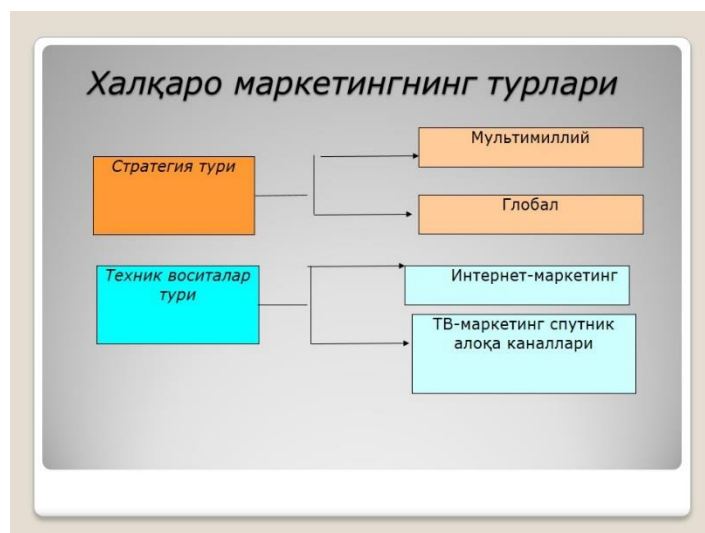 Халқаро маркетингнинг турлари
Стратегия тури
Мультимиллий
Глобал
Техник воситалар
тури
Интернет-маркетинг
ТВ-маркетинг спутник
алоқа каналлари